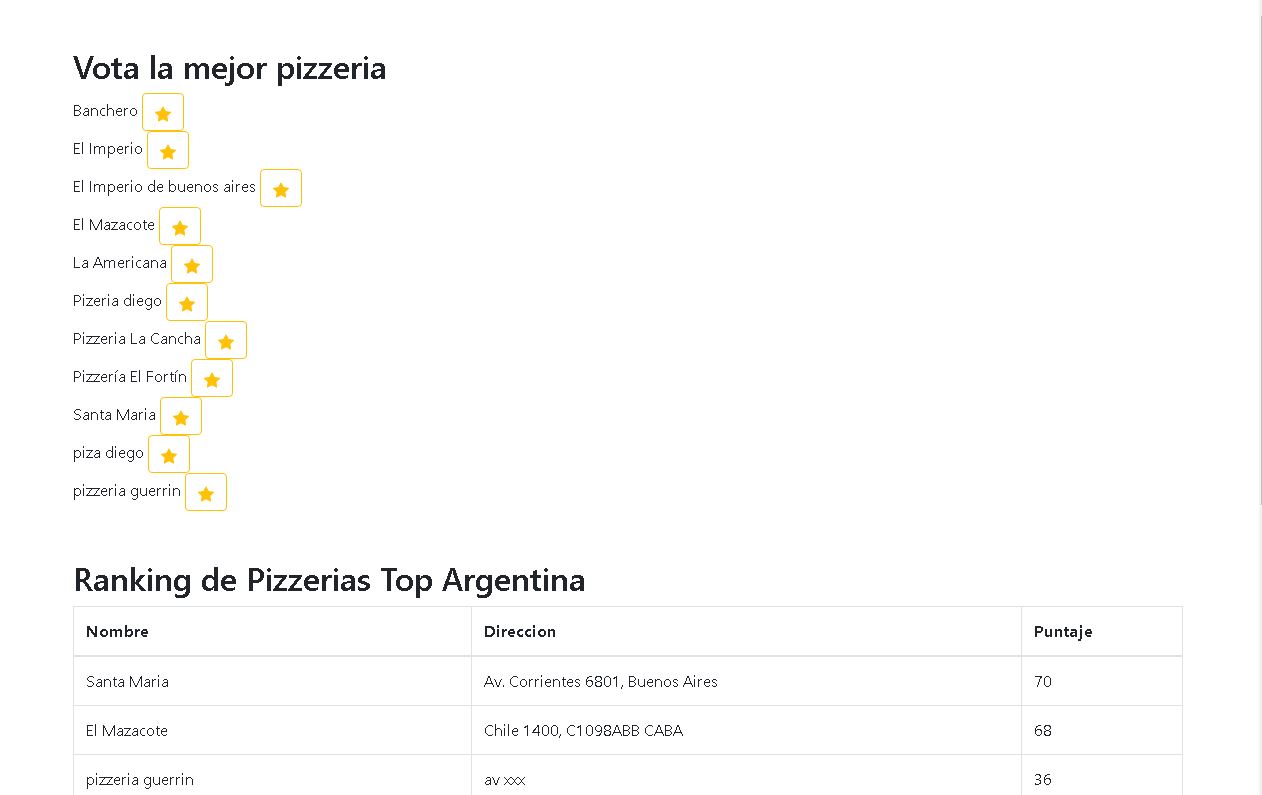 Vota la mejor pizzeria
Banchero
El Imperio
El Imperio de buenos aires
El Mazacote
La Americana
Pizeria diego
Pizzeria La Cancha
Pizzería El Fortín
Santa Maria
piza diego
pizzeria guerrin
Ranking de Pizzerias Top Argentina
Nombre Direccion Puntaje
Santa Maria Av. Corrientes 6801, Buenos Aires 70
El Mazacote Chile 1400, C1098ABB CABA 68
pizzeria guerrin av xxx 36